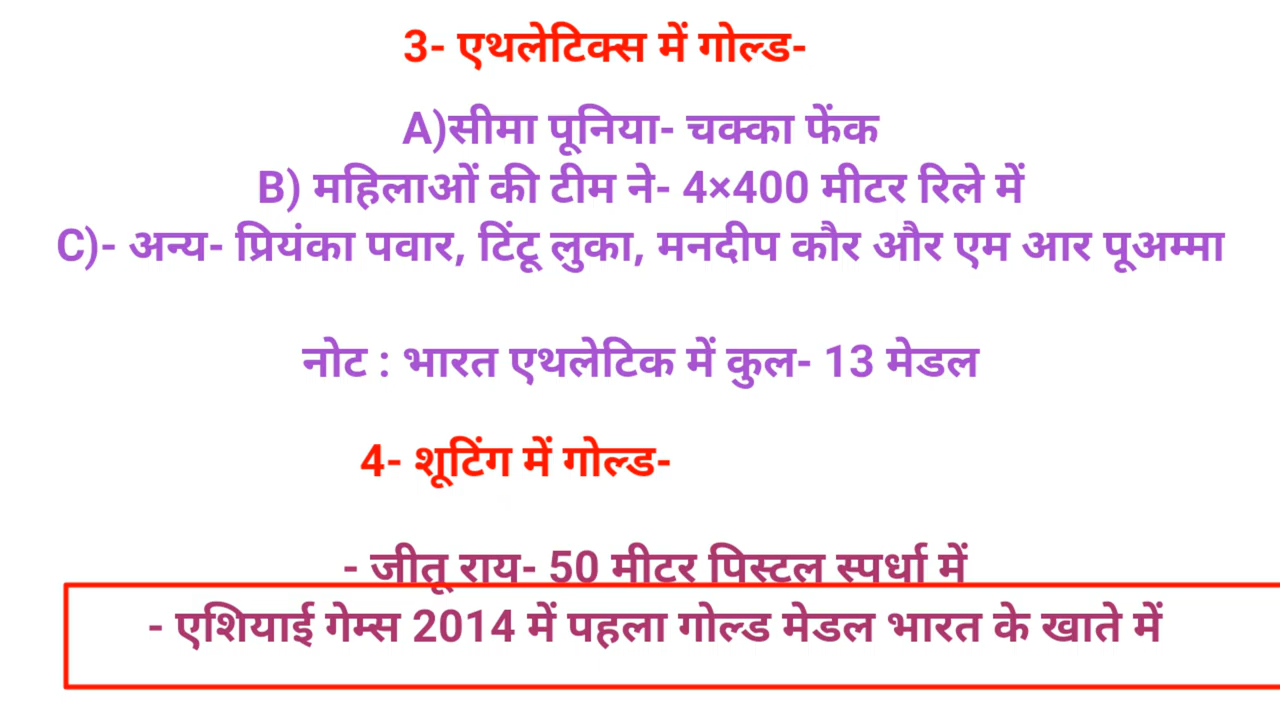 3- एथलेटिक्स में गोल्ड-
A)सीमा पूनिया- चक्का फेंक
B) महिलाओं की टीम ने- 4×400 मीटर रिले में
C)- अन्य- प्रियंका पवार, टिंटू लुका, मनदीप कौर और एम आर पूअम्मा
नोट : भारत एथलेटिक में कुल- 13 मेडल
4- शूटिंग में गोल्ड-
- जीतू राय- 50 मीटर पिस्टल स्पर्धा में
- एशियाई गेम्स 2014 में पहला गोल्ड मेडल भारत के खाते में